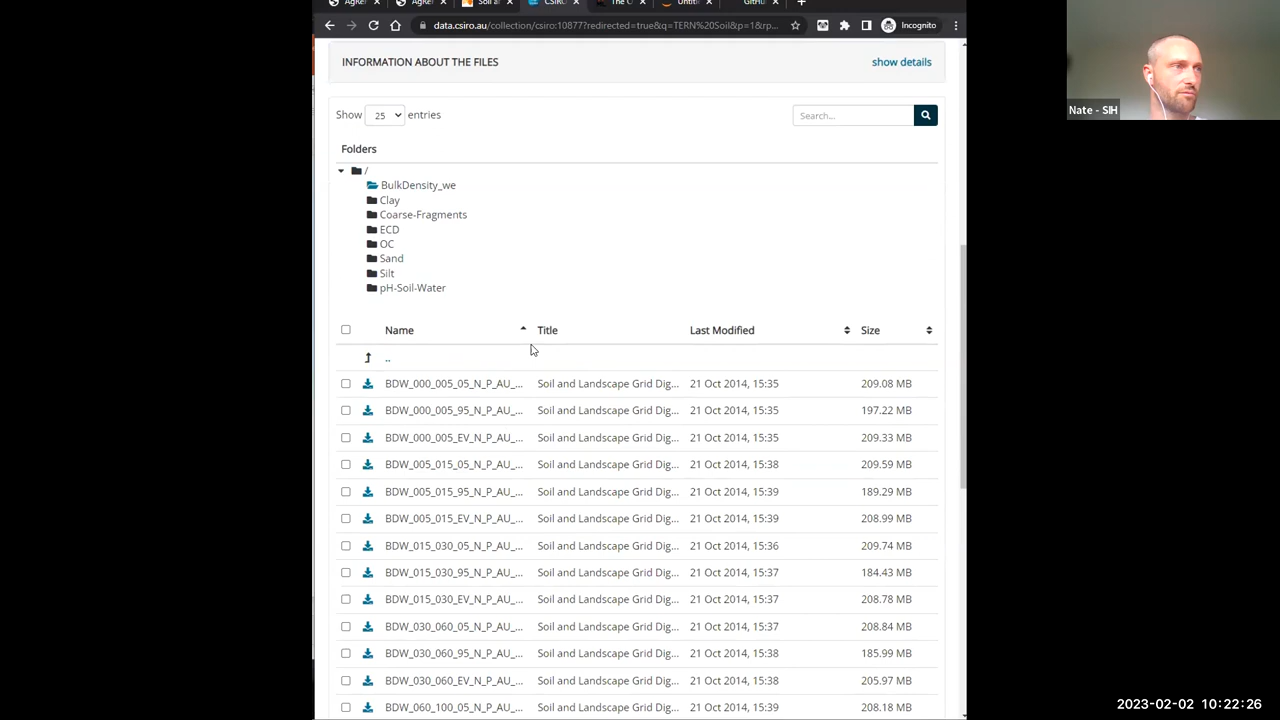 AgRe
AgRe
Soil a
CSIRO
The C
Untit
GitHu
data.csiro.au/collection/csiro:10877?redirected=true&q=TERN%20Soil&p=1&rp...
Incognito
INFORMATION ABOUT THE FILES show details
Show 25 entries Search...
Folders
/
BulkDensity_we
Clay
Coarse-Fragments
ECD
OC
Sand
Silt
pH-Soil-Water
Name Title Last Modified Size
..
BDW_000_005_05_N_P_AU_... Soil and Landscape Grid Dig... 21 Oct 2014, 15:35 209.08 MB
BDW_000_005_95_N_P_AU_... Soil and Landscape Grid Dig... 21 Oct 2014, 15:35 197.22 MB
BDW_000_005_EV_N_P_AU_... Soil and Landscape Grid Dig... 21 Oct 2014, 15:35 209.33 MB
BDW_005_015_05_N_P_AU_... Soil and Landscape Grid Dig... 21 Oct 2014, 15:38 209.59 MB
BDW_005_015_95_N_P_AU_... Soil and Landscape Grid Dig... 21 Oct 2014, 15:39 189.29 MB
BDW_005_015_EV_N_P_AU_... Soil and Landscape Grid Dig... 21 Oct 2014, 15:39 208.99 MB
BDW_015_030_05_N_P_AU_... Soil and Landscape Grid Dig... 21 Oct 2014, 15:36 209.74 MB
BDW_015_030_95_N_P_AU_... Soil and Landscape Grid Dig... 21 Oct 2014, 15:37 184.43 MB
BDW_015_030_EV_N_P_AU_... Soil and Landscape Grid Dig... 21 Oct 2014, 15:37 208.78 MB
BDW_030_060_05_N_P_AU_... Soil and Landscape Grid Dig... 21 Oct 2014, 15:37 208.84 MB
BDW_030_060_95_N_P_AU_... Soil and Landscape Grid Dig... 21 Oct 2014, 15:38 185.99 MB
BDW_030_060_EV_N_P_AU_... Soil and Landscape Grid Dig... 21 Oct 2014, 15:38 205.97 MB
BDW_060_100_05_N_P_AU_... Soil and Landscape Grid Dig... 21 Oct 2014, 15:39 208.18 MB
Nate - SIH
2023-02-02 10:22:26